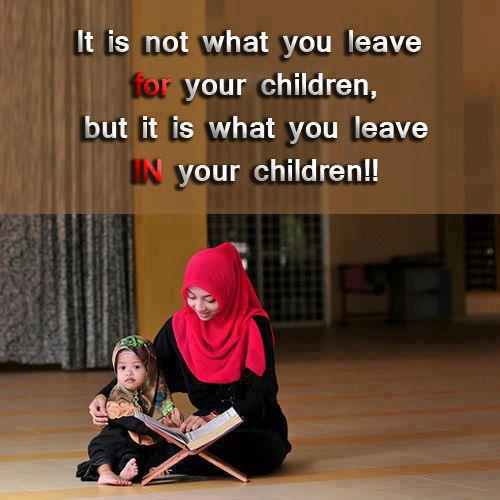 It is not what you leave
for your children,
but it is what you leave
IN your children!!